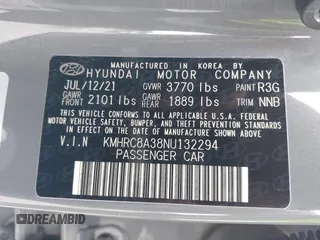 MANUFACTURED IN KOREA BY
HYUNDAI MOTOR COMPANY
JUL/12/21 GVWR 3770 lbs PAINT R3G
GAWR FRONT 2101 lbs GAWR REAR 1889 lbs TRIM NNB
THIS VEHICLE CONFORMS TO ALL APPLICABLE U.S.A. FEDERAL
MOTOR VEHICLE SAFETY, BUMPER, AND THEFT PREVENTION STANDARDS
IN EFFECT ON THE DATE OF MANUFACTURE SHOWN ABOVE.
V.I.N KMHRC8A38NU132294
PASSENGER CAR
© DREAMBID